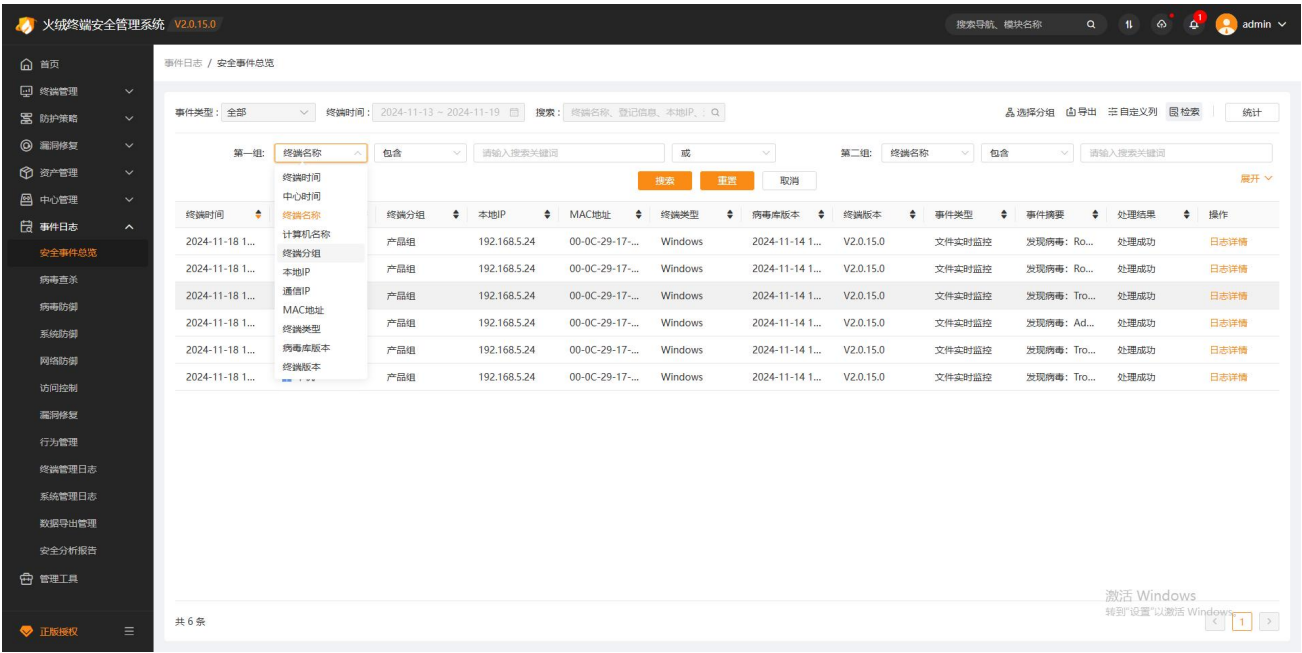 火绒终端安全管理系统 V2.0.15.0 搜索导航、模块名称 1 admin
首页
终端管理
防护策略
漏洞修复
资产管理
中心管理
事件日志
安全事件总览
病毒查杀
病毒防御
系统防御
网络防御
访问控制
漏洞修复
行为管理
终端管理日志
系统管理日志
数据导出管理
安全分析报告
管理工具
正版授权
事件日志 / 安全事件总览
事件类型： 全部 终端时间： 2024-11-13 ~ 2024-11-19 搜索： 终端名称、登记信息、本地IP、 选择分组 导出 自定义列 检索 统计
第一组: 终端名称 包含 请输入搜索关键词 或 第二组: 终端名称 包含 请输入搜索关键词
搜索 重置 取消 展开
终端时间
中心时间
终端名称
计算机名称
终端分组
本地IP
通信IP
MAC地址
终端类型
病毒库版本
终端版本
终端时间 终端分组 本地IP MAC地址 终端类型 病毒库版本 终端版本 事件类型 事件摘要 处理结果 操作
2024-11-18 1... 产品组 192.168.5.24 00-0C-29-17-... Windows 2024-11-14 1... V2.0.15.0 文件实时监控 发现病毒：Ro... 处理成功 日志详情
2024-11-18 1... 产品组 192.168.5.24 00-0C-29-17-... Windows 2024-11-14 1... V2.0.15.0 文件实时监控 发现病毒：Ro... 处理成功 日志详情
2024-11-18 1... 产品组 192.168.5.24 00-0C-29-17-... Windows 2024-11-14 1... V2.0.15.0 文件实时监控 发现病毒：Tro... 处理成功 日志详情
2024-11-18 1... 产品组 192.168.5.24 00-0C-29-17-... Windows 2024-11-14 1... V2.0.15.0 文件实时监控 发现病毒：Ad... 处理成功 日志详情
2024-11-18 1... 产品组 192.168.5.24 00-0C-29-17-... Windows 2024-11-14 1... V2.0.15.0 文件实时监控 发现病毒：Tro... 处理成功 日志详情
2024-11-18 1... 产品组 192.168.5.24 00-0C-29-17-... Windows 2024-11-14 1... V2.0.15.0 文件实时监控 发现病毒：Tro... 处理成功 日志详情
激活 Windows
转到"设置"以激活 Windows。
共 6 条 1